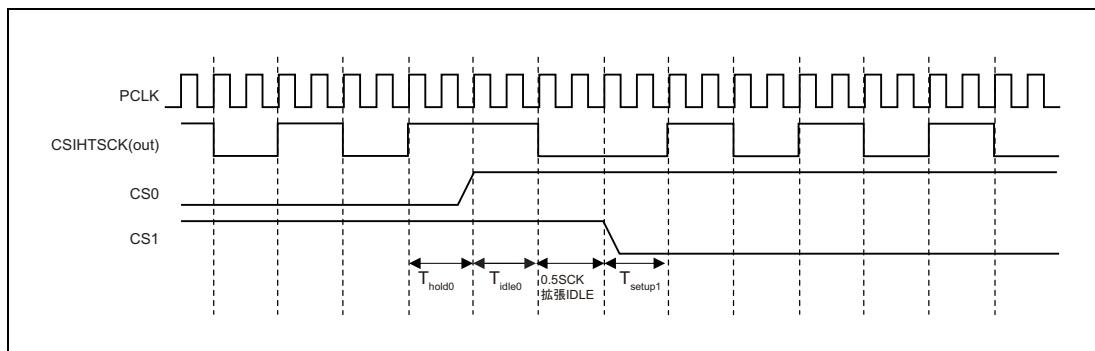 PCLK
CSIHTSCK(out)
CS0
CS1
Thold0
Tidle0
0.5SCK
拡張IDLE
Tsetup1